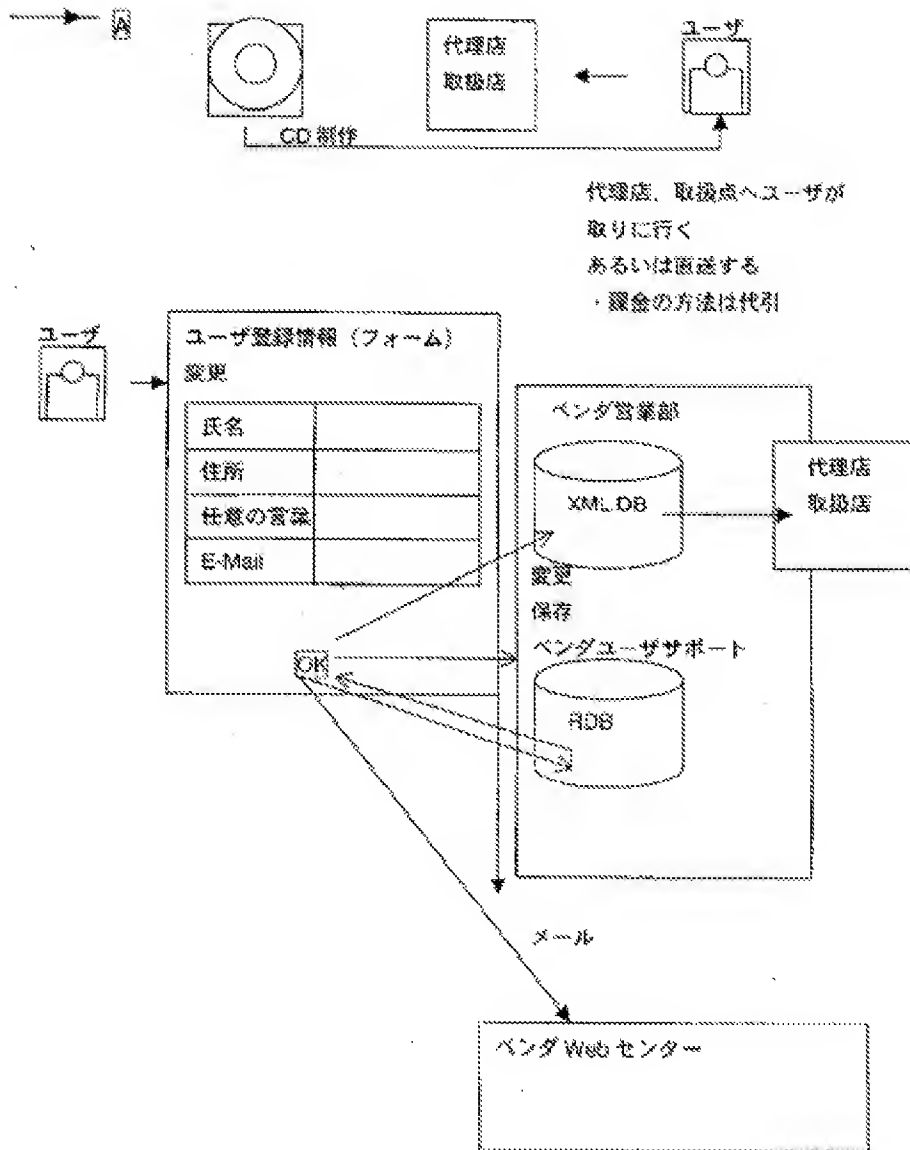 A
ユーザ
代理店
取扱店
CD 制作
代理店、取扱点へユーザが
取りに行く
あるいは直送する
・課金の方法は代引
ユーザ
ユーザ登録情報（フォーム）
変更
氏名
住所
任意の言葉
E-Mail
OK
ベンダ営業部
XML DB
代理店
取扱店
変更
保存
ベンダユーザサポート
RDB
メール
ベンダ Web センター